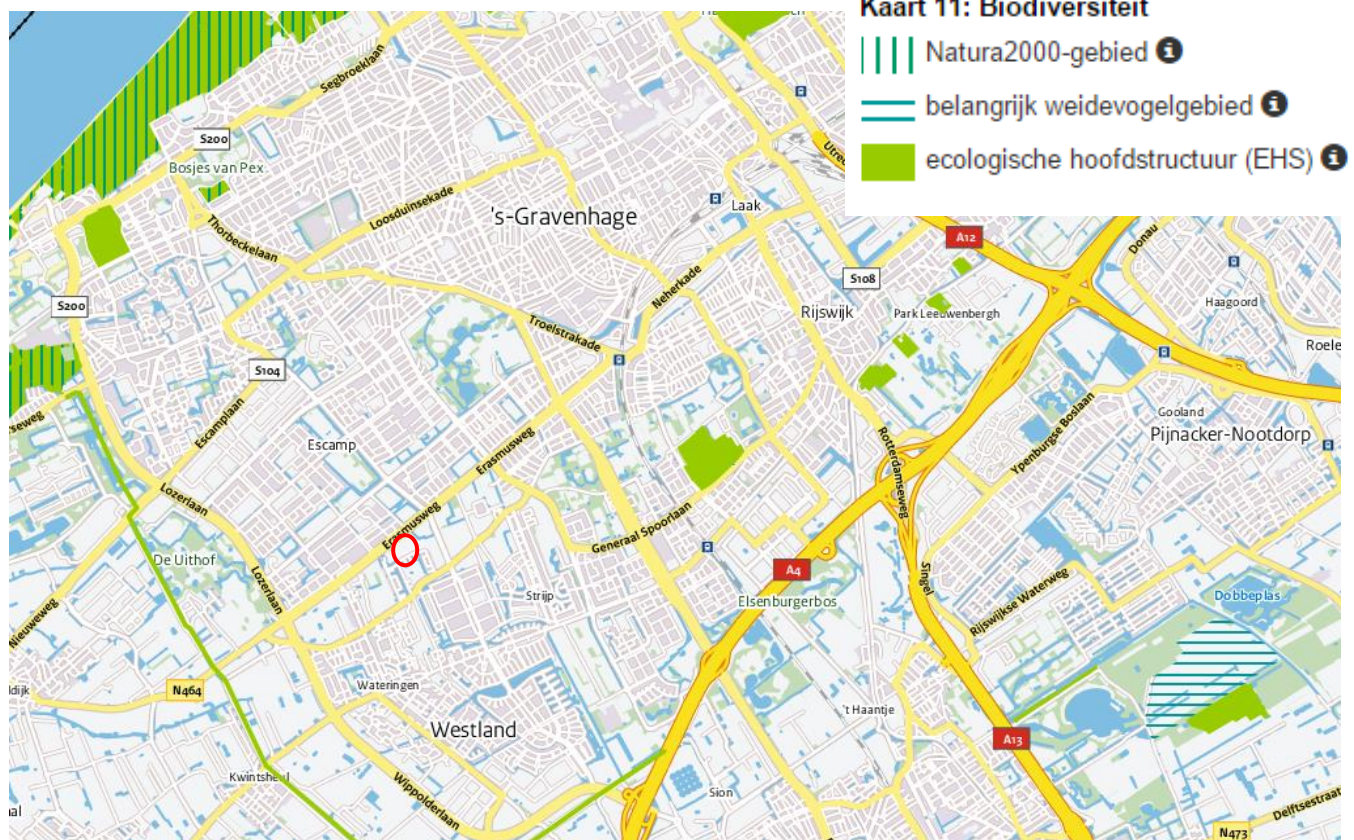 Kaart 11: Biodiversiteit
Natura2000-gebied
belangrijk weidevogelgebied
ecologische hoofdstructuur (EHS)
Segbroeklaan
S200
Bosjes van Pex
Loosduinsekade
's-Gravenhage
Laak
Thorbeckelaan
A12
Donau
S108
Neherkade
Haagoord
S200
Rijswijk
Park Leeuwenbergh
Troelstrakade
Roele
S104
Gooland
Pijnacker-Nootdorp
Escamplaan
Escamp
Erasmusweg
Rotterdamseweg
Ypenburgse Boslaan
seweg
Lozerlaan
Erasmusweg
Generaal Spoorlaan
De Uithof
Lozerlaan
A4
Singel
Strijp
Elsenburgerbos
Rijswijkse Waterweg
Dobbeplas
Nieuweweg
N464
Wateringen
't Haantje
ldijk
Westland
A13
Kwintsheul
Wippolderlaan
Sion
al
Delftsestraat
N473